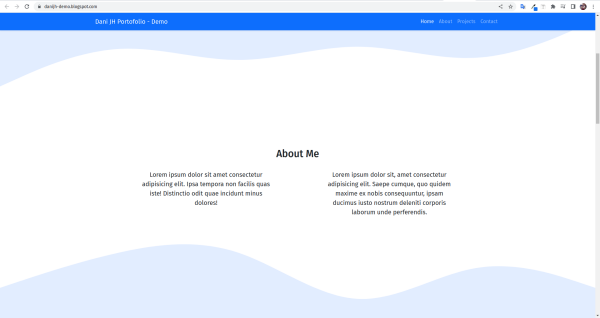 danijh-demo.blogspot.com
Dani JH Portofolio - Demo
Home About Projects Contact
About Me
Lorem ipsum dolor sit amet consectetur
adipisicing elit. Ipsa tempora non facilis quas
iste! Distinctio odit quae incidunt minus
dolores!
Lorem ipsum dolor sit, amet consectetur
adipisicing elit. Saepe cumque, quo quidem
maxime ex nobis consequuntur, ipsam
ducimus iusto nostrum deleniti corporis
laborum unde perferendis.